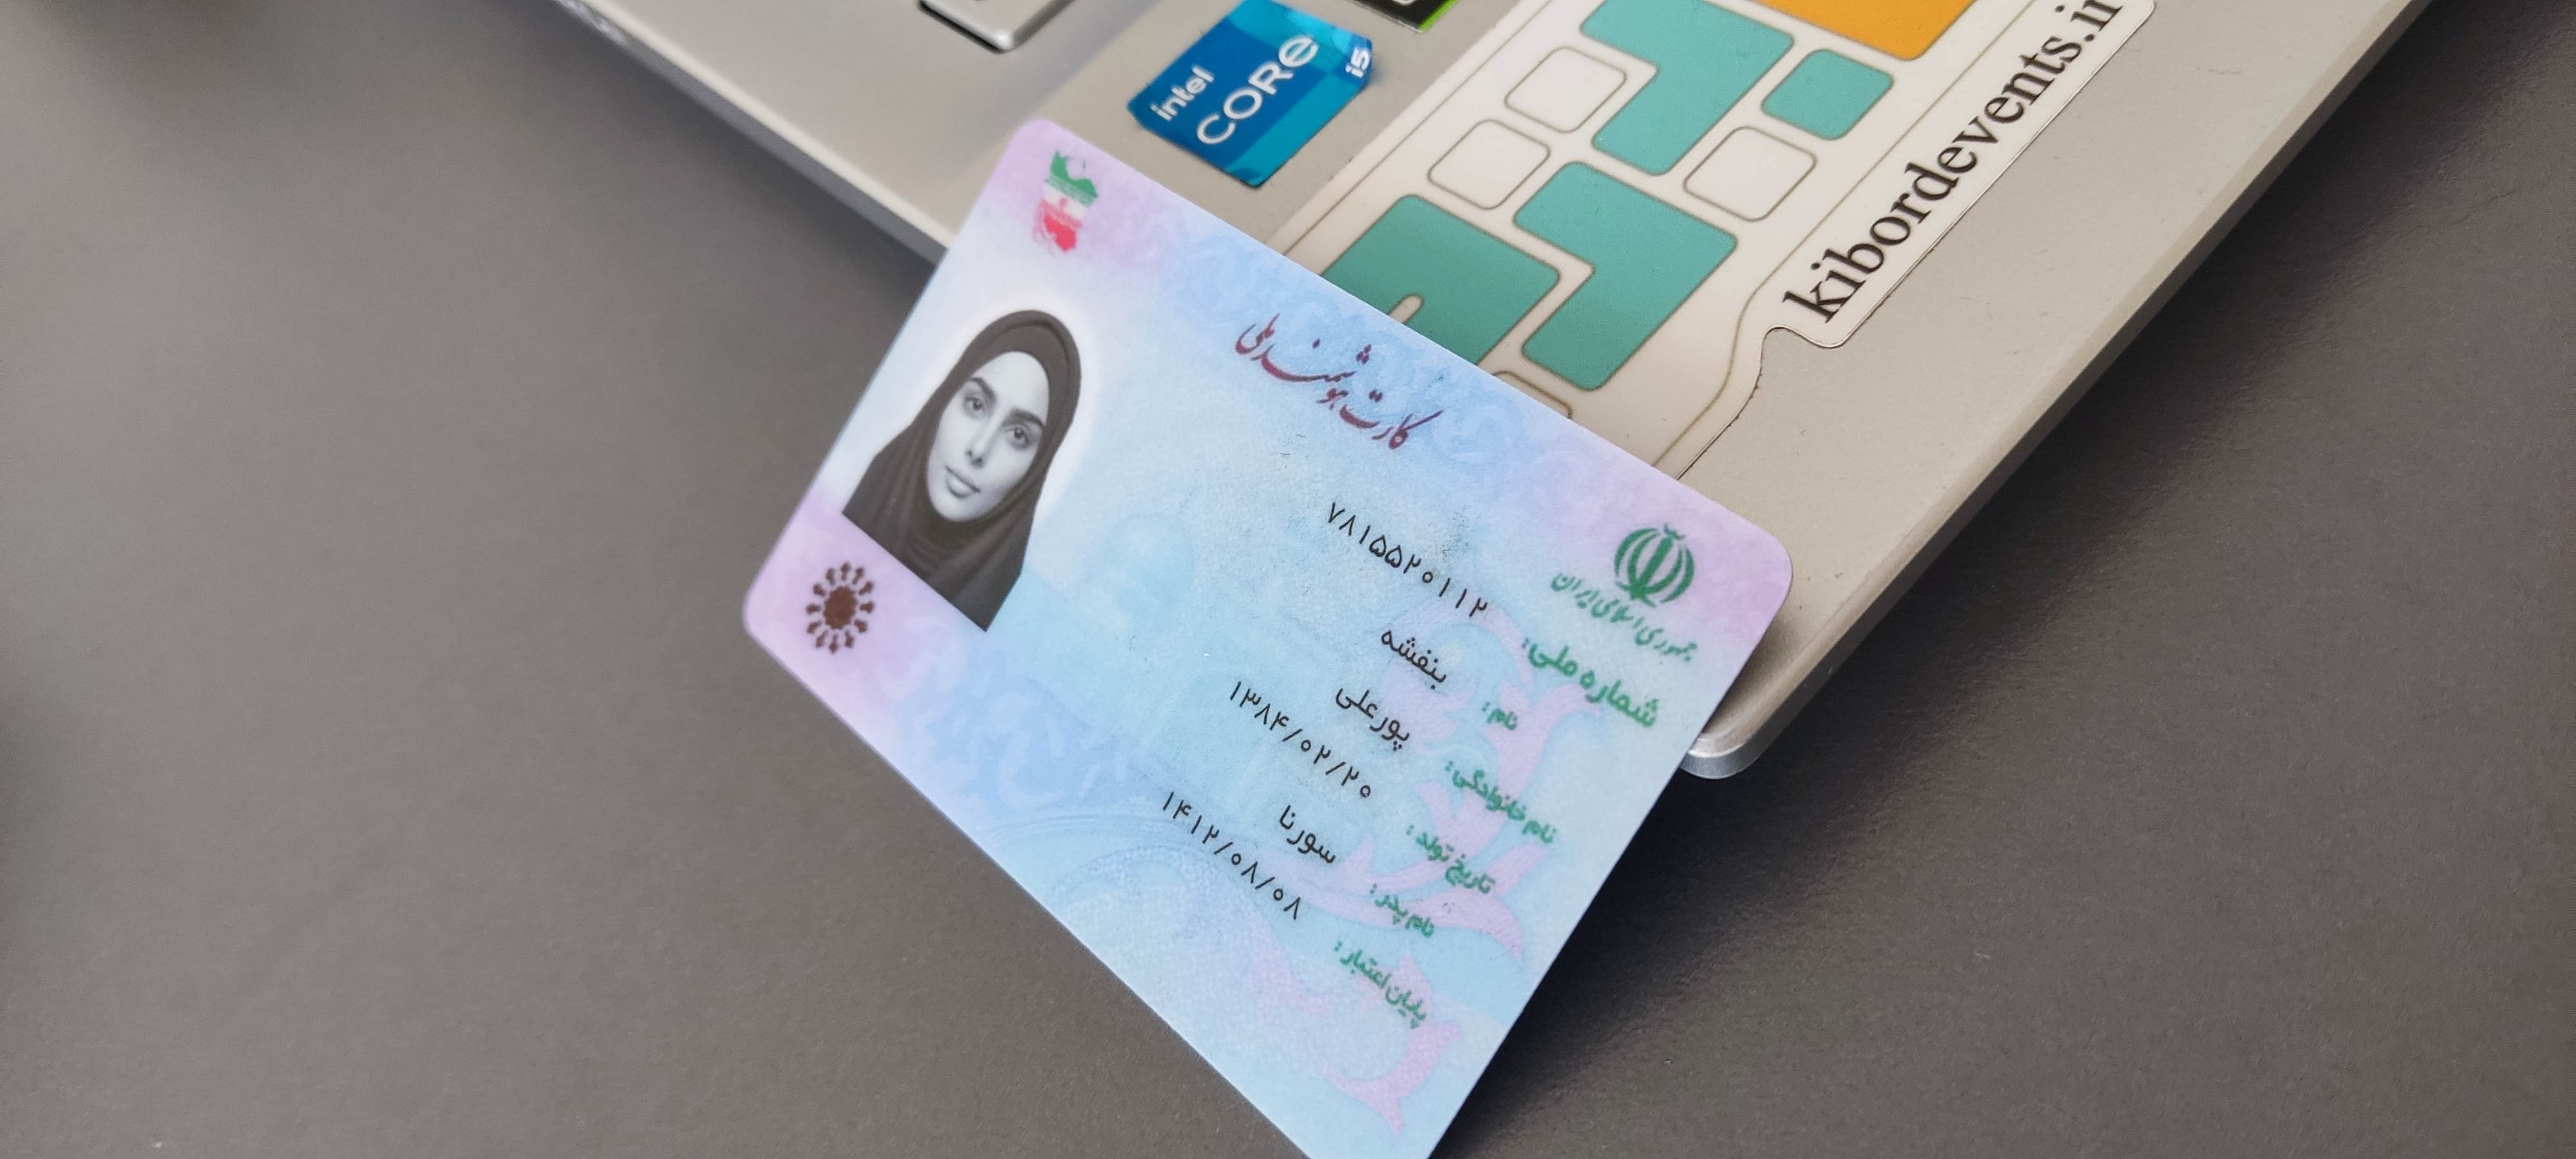 intel
CORE
i5
kibordevents.ir
کارت هوشمند ملی
جمهوری اسلامی ایران
شماره ملی: ۷۸۱۵۵۲۰۱۱۲
نام: بنفشه
نام خانوادگی: پورعلی
تاریخ تولد: ۱۳۸۴/۰۲/۲۰
نام پدر: سورنا
پایان اعتبار: ۱۴۱۲/۰۸/۰۸